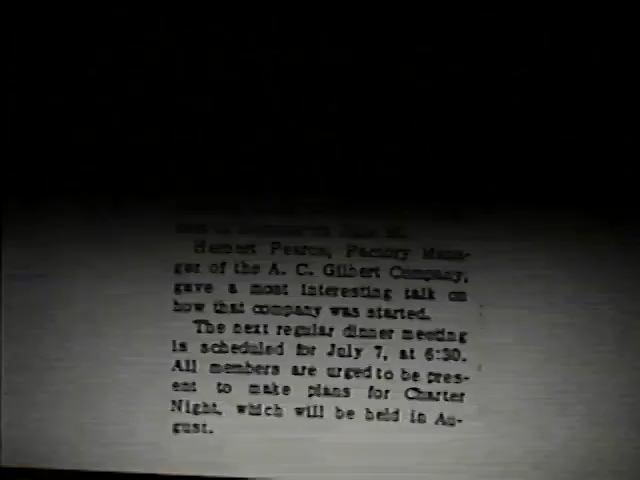 Herbert Pearce, Factory Mana-
ger of the A. C. Gilbert Company,
gave a most interesting talk on
how that company was started.
The next regular dinner meeting
is scheduled for July 7, at 6:30.
All members are urged to be pres-
ent to make plans for Charter
Night, which will be held in Au-
gust.